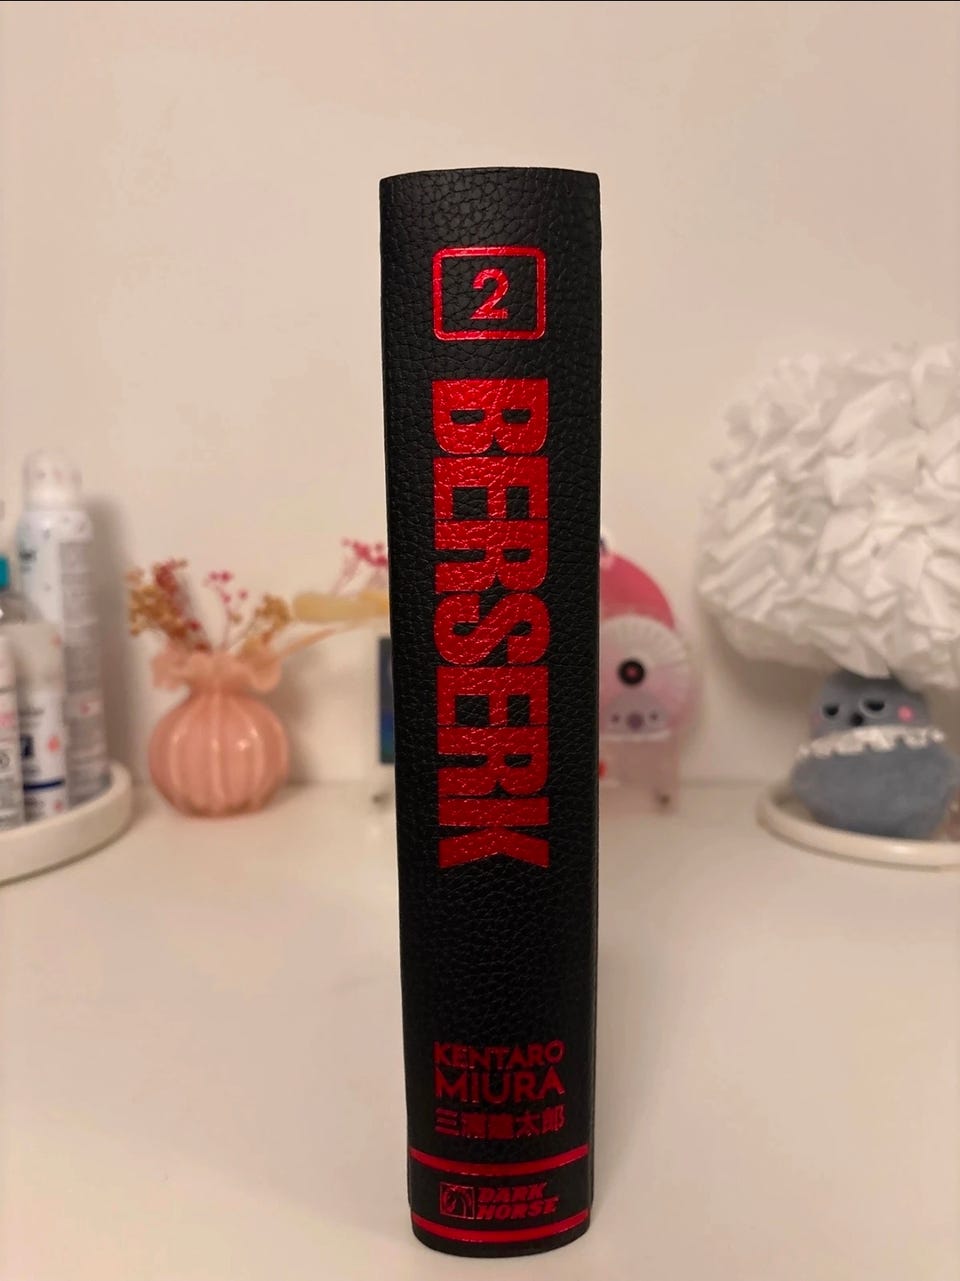 2
BERSERK
KENTARO
MIURA
三浦建太郎
DARK
HORSE